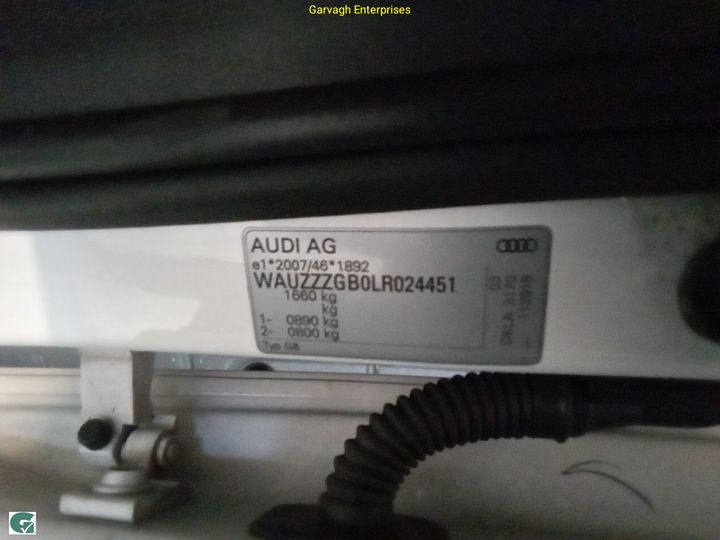 Garvagh Enterprises
AUDI AG
e1*2007/46*1892
WAUZZZGB0LR024451
1660 kg
kg
1- 0890 kg
2- 0800 kg
Typ GB